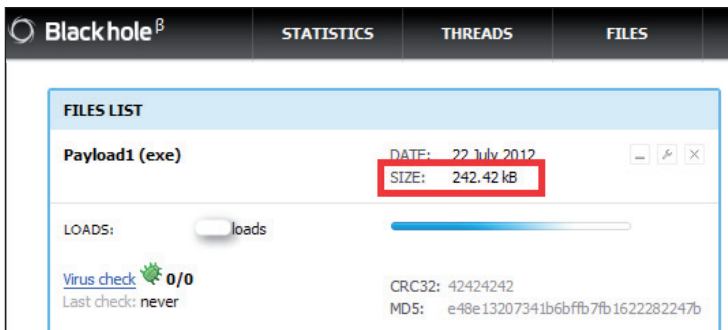 Blackhole β STATISTICS THREADS FILES
FILES LIST
Payload1 (exe) DATE: 22 July 2012
SIZE: 242.42 kB
LOADS: loads
Virus check 0/0
Last check: never
CRC32: 42424242
MD5: e48e13207341b6bffb7fb1622282247b